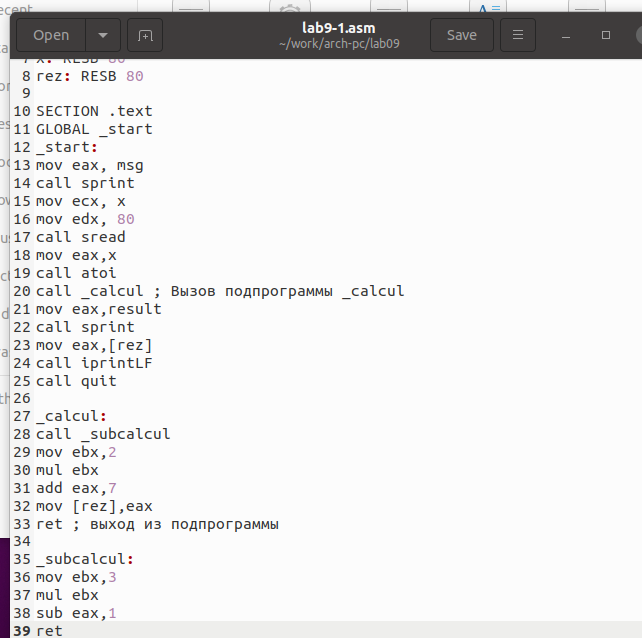 ecent
Open
lab9-1.asm
~/work/arch-pc/lab09
Save
7 x: RESB 80
8 rez: RESB 80
9
10 SECTION .text
11 GLOBAL _start
12 _start:
13 mov eax, msg
14 call sprint
15 mov ecx, x
16 mov edx, 80
17 call sread
18 mov eax,x
19 call atoi
20 call _calcul ; Вызов подпрограммы _calcul
21 mov eax,result
22 call sprint
23 mov eax,[rez]
24 call iprintLF
25 call quit
26
27 _calcul:
28 call _subcalcul
29 mov ebx,2
30 mul ebx
31 add eax,7
32 mov [rez],eax
33 ret ; выход из подпрограммы
34
35 _subcalcul:
36 mov ebx,3
37 mul ebx
38 sub eax,1
39 ret